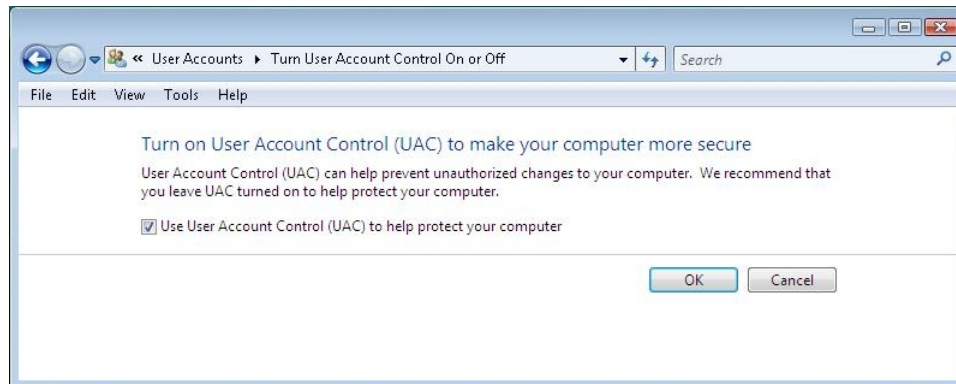 « User Accounts ▸ Turn User Account Control On or Off
Search
File Edit View Tools Help
Turn on User Account Control (UAC) to make your computer more secure
User Account Control (UAC) can help prevent unauthorized changes to your computer. We recommend that
you leave UAC turned on to help protect your computer.
Use User Account Control (UAC) to help protect your computer
OK Cancel